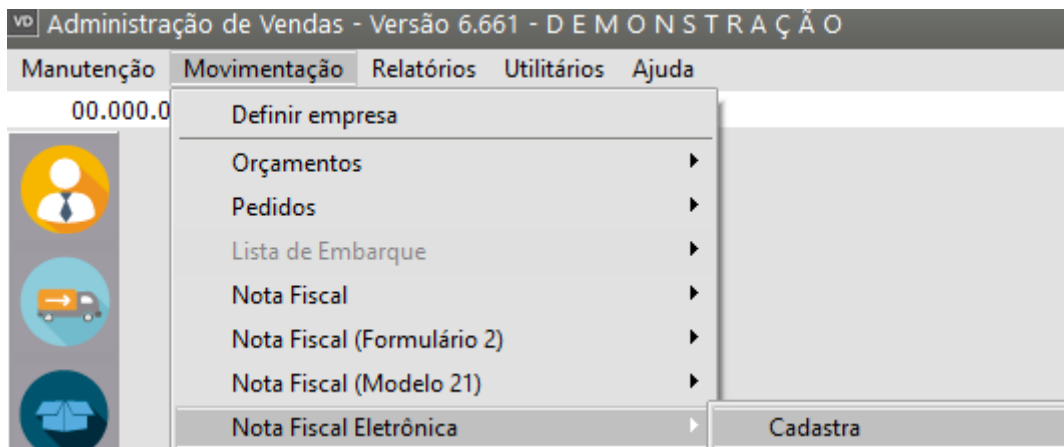 VD Administração de Vendas - Versão 6.661 - D E M O N S T R A Ç Ã O
Manutenção Movimentação Relatórios Utilitários Ajuda
00.000.0
Definir empresa
Orçamentos
Pedidos
Lista de Embarque
Nota Fiscal
Nota Fiscal (Formulário 2)
Nota Fiscal (Modelo 21)
Nota Fiscal Eletrônica Cadastra